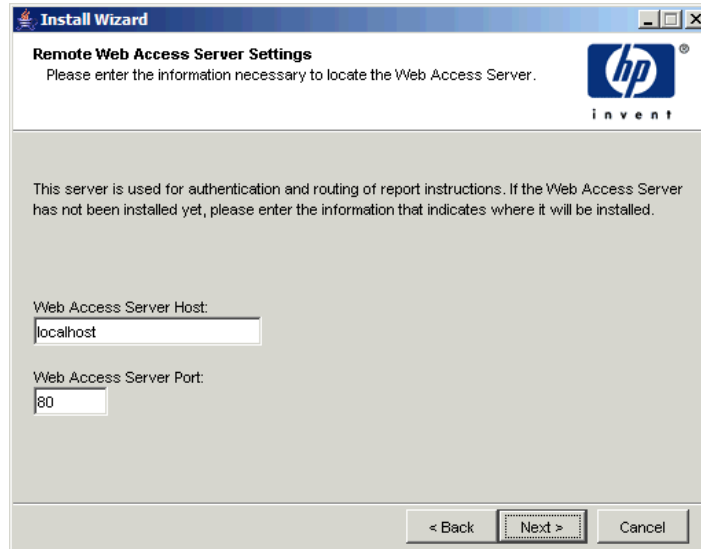 Install Wizard
Remote Web Access Server Settings
Please enter the information necessary to locate the Web Access Server.
hp
®
invent
This server is used for authentication and routing of report instructions. If the Web Access Server
has not been installed yet, please enter the information that indicates where it will be installed.
Web Access Server Host:
localhost
Web Access Server Port:
80
< Back
Next >
Cancel